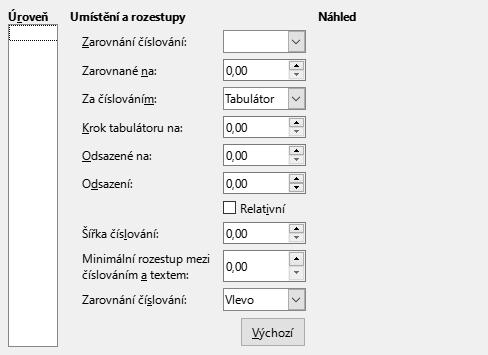 Úroveň Umístění a rozestupy Náhled
Zarovnání číslování:
Zarovnané na: 0,00
Za číslováním: Tabulátor
Krok tabulátoru na: 0,00
Odsazené na: 0,00
Odsazení: 0,00
Relativní
Šířka číslování: 0,00
Minimální rozestup mezi
číslováním a textem: 0,00
Zarovnání číslování: Vlevo
Výchozí